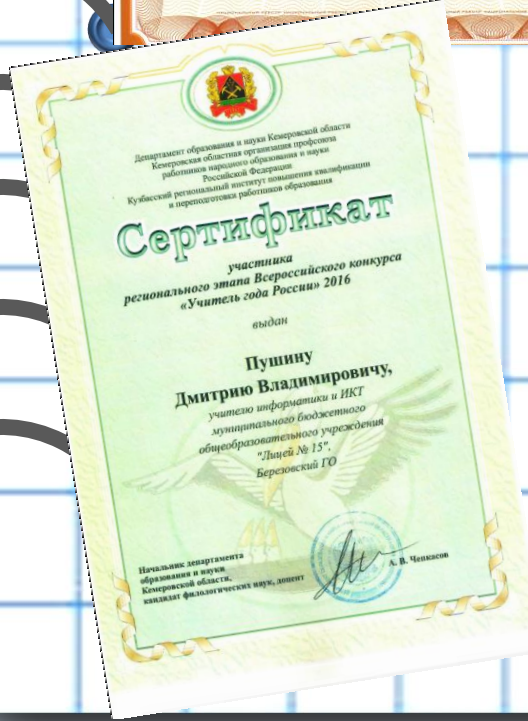 Департамент образования и науки Кемеровской области
Кемеровская областная организация профсоюза
работников народного образования и науки
Российской Федерации
Кузбасский региональный институт повышения квалификации
и переподготовки работников образования
Сертификат
участника
регионального этапа Всероссийского конкурса
«Учитель года России» 2016
выдан
Пушину
Дмитрию Владимировичу,
учителю информатики и ИКТ
муниципального бюджетного
общеобразовательного учреждения
"Лицей № 15",
Березовский ГО
Начальник департамента
образования и науки
Кемеровской области,
кандидат филологических наук, доцент
А. В. Чепкасов